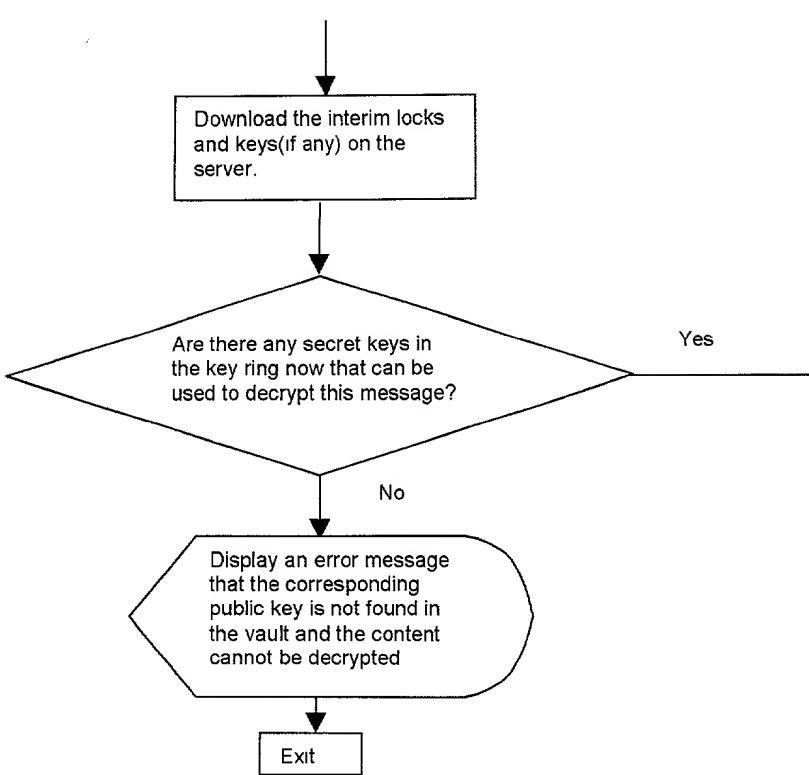 Download the interim locks
and keys(if any) on the
server.
Are there any secret keys in
the key ring now that can be
used to decrypt this message?
Yes
No
Display an error message
that the corresponding
public key is not found in
the vault and the content
cannot be decrypted
Exit